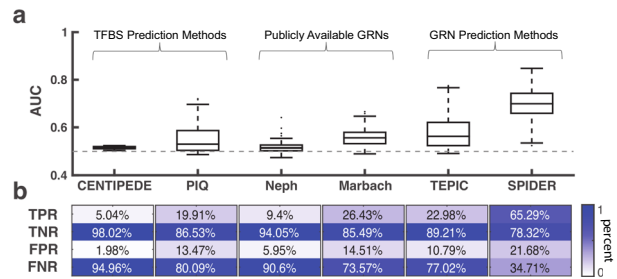 a
TFBS Prediction Methods Publicly Available GRNs GRN Prediction Methods
1
0.8
0.6
0.4
AUC
CENTIPEDE PIQ Neph Marbach TEPIC SPIDER
b
TPR 5.04% 19.91% 9.4% 26.43% 22.98% 65.29%
TNR 98.02% 86.53% 94.05% 85.49% 89.21% 78.32%
FPR 1.98% 13.47% 5.95% 14.51% 10.79% 21.68%
FNR 94.96% 80.09% 90.6% 73.57% 77.02% 34.71%
1
percent
0